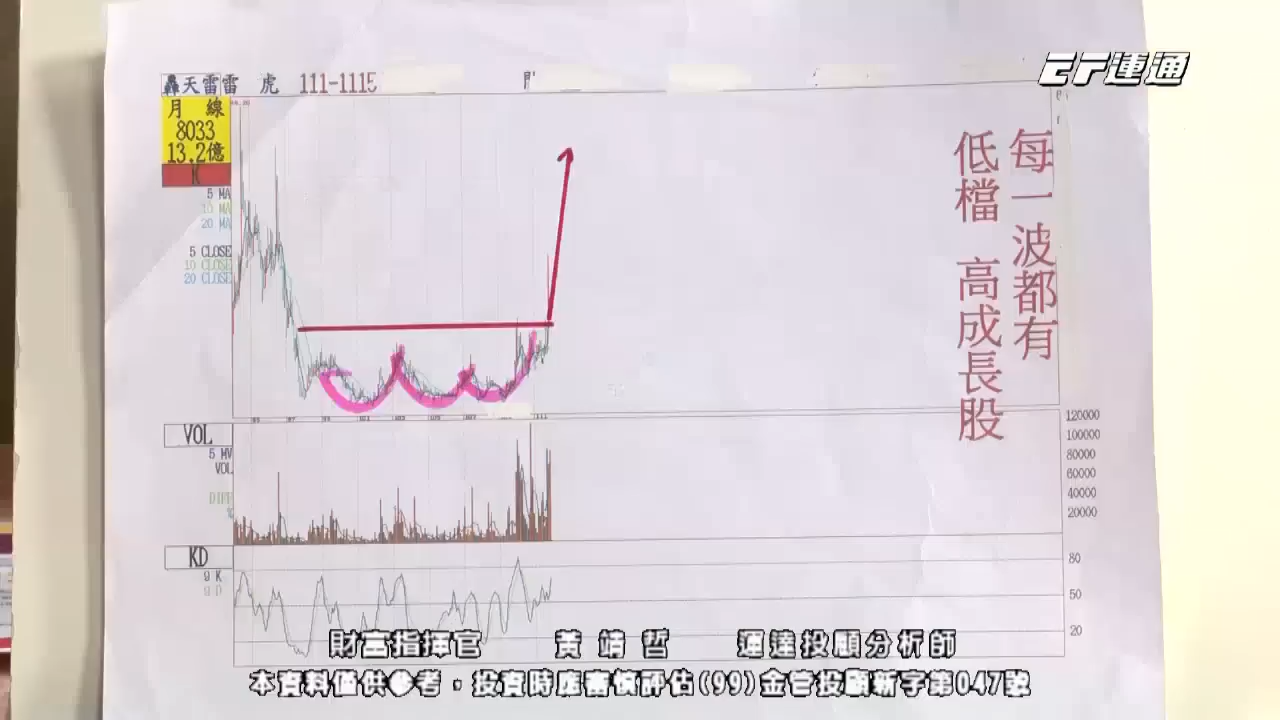 轟天雷雷 虎 111-1115
EF運通
月 線
8033
13.2億
K
5 MA
10 MA
20 MA
5 CLOSE
10 CLOSE
20 CLOSE
每一波都有
低檔 高成長股
VOL
5 MV
VOL
DIFF
120000
100000
80000
60000
40000
20000
KD
9 K
9 D
80
50
20
財富指揮官 黃靖哲 運達投顧分析師
本資料僅供參考，投資時應審慎評估(99)金管投顧新字第047號